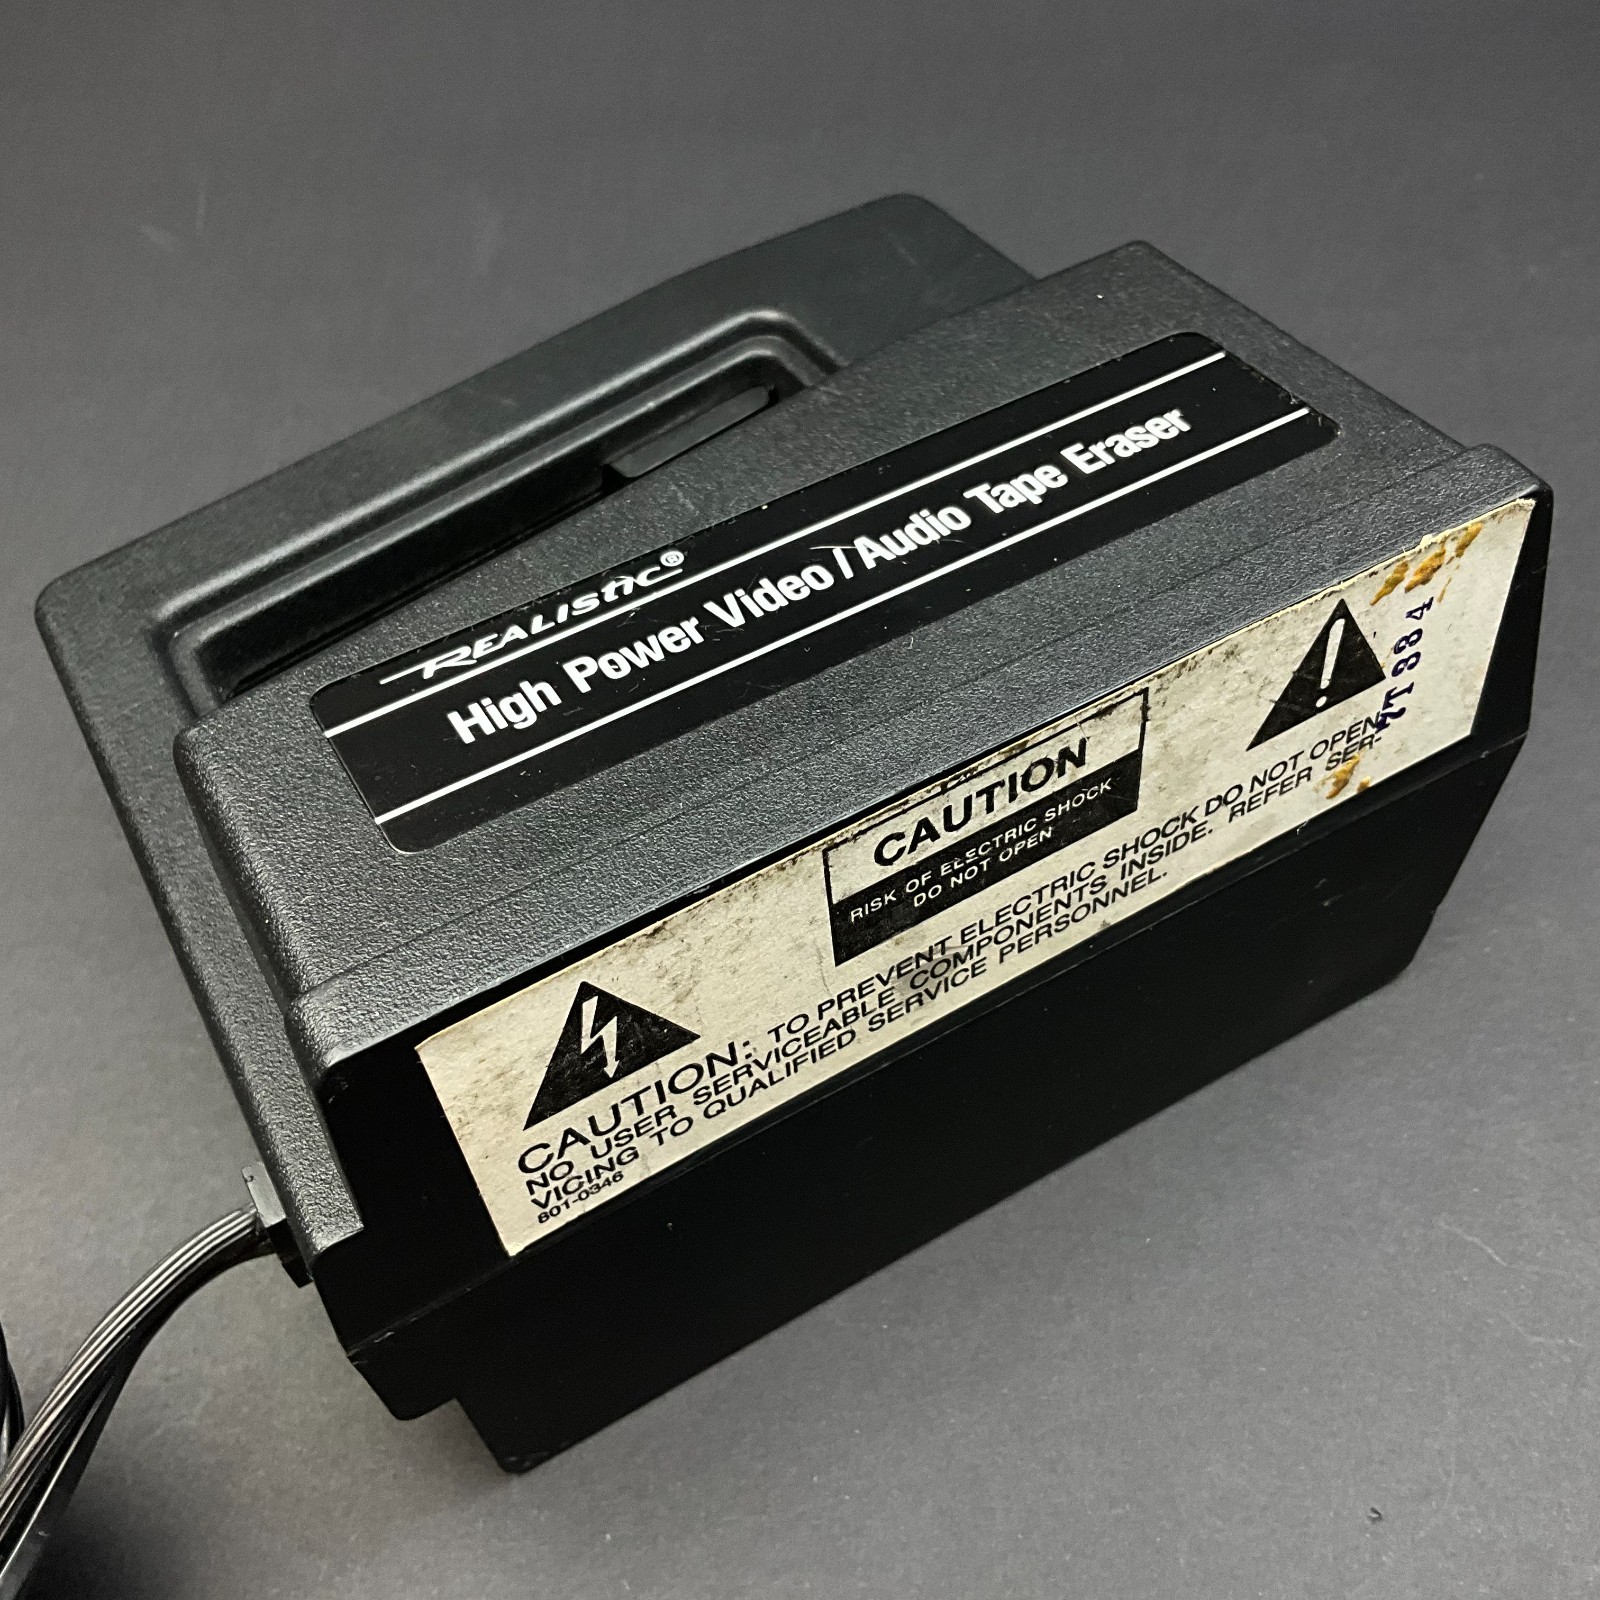 REALISTIC®
High Power Video/Audio Tape Eraser
CAUTION
RISK OF ELECTRIC SHOCK
DO NOT OPEN
CAUTION: TO PREVENT ELECTRIC SHOCK DO NOT OPEN.
NO USER SERVICEABLE COMPONENTS INSIDE. REFER SER-
VICING TO QUALIFIED SERVICE PERSONNEL.
801-0346